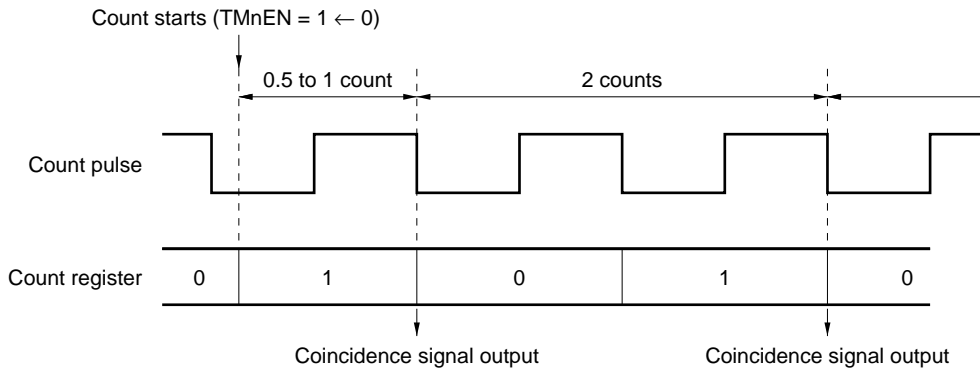 Count starts (TMnEN = 1 ← 0)
0.5 to 1 count
2 counts
Count pulse
Count register
0
1
0
1
0
Coincidence signal output
Coincidence signal output